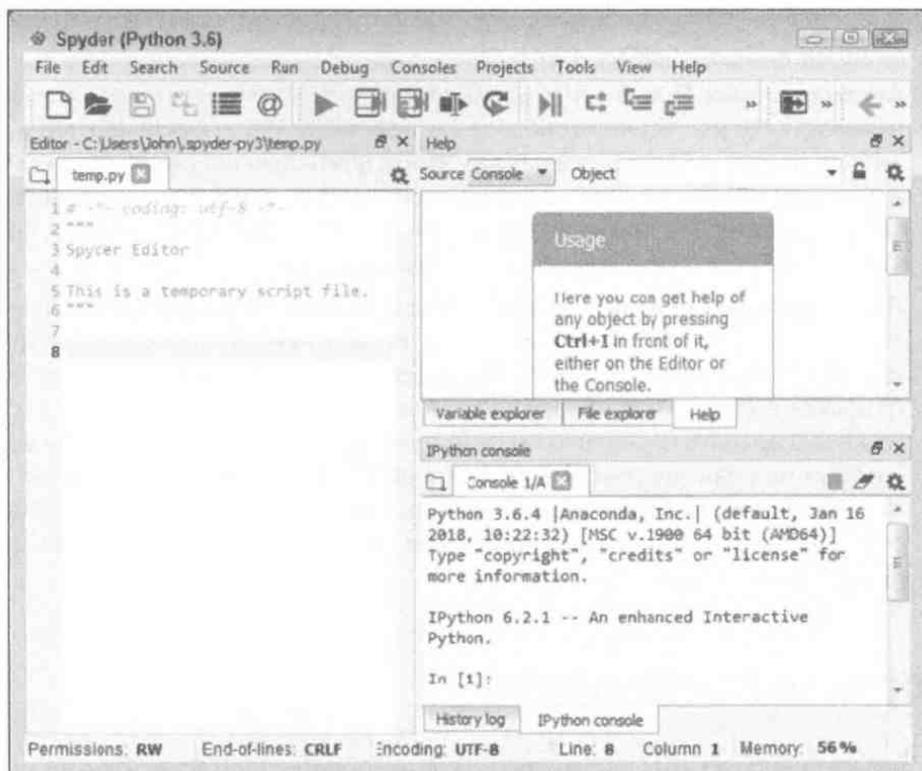 Spyder (Python 3.6)
File Edit Search Source Run Debug Consoles Projects Tools View Help
Editor - C:\Users\John\.spyder-py3\temp.py
temp.py
1 # -*- coding: utf-8 -*-
2 """
3 Spyder Editor
4
5 This is a temporary script file.
6 """
7
8
Help
Source Console Object
Usage
Here you can get help of
any object by pressing
Ctrl+I in front of it,
either on the Editor or
the Console.
Variable explorer File explorer Help
IPython console
Console 1/A
Python 3.6.4 |Anaconda, Inc.| (default, Jan 16
2018, 10:22:32) [MSC v.1900 64 bit (AMD64)]
Type "copyright", "credits" or "license" for
more information.
IPython 6.2.1 -- An enhanced Interactive
Python.
In [1]:
History log IPython console
Permissions: RW End-of-lines: CRLF Encoding: UTF-8 Line: 8 Column 1 Memory: 56%